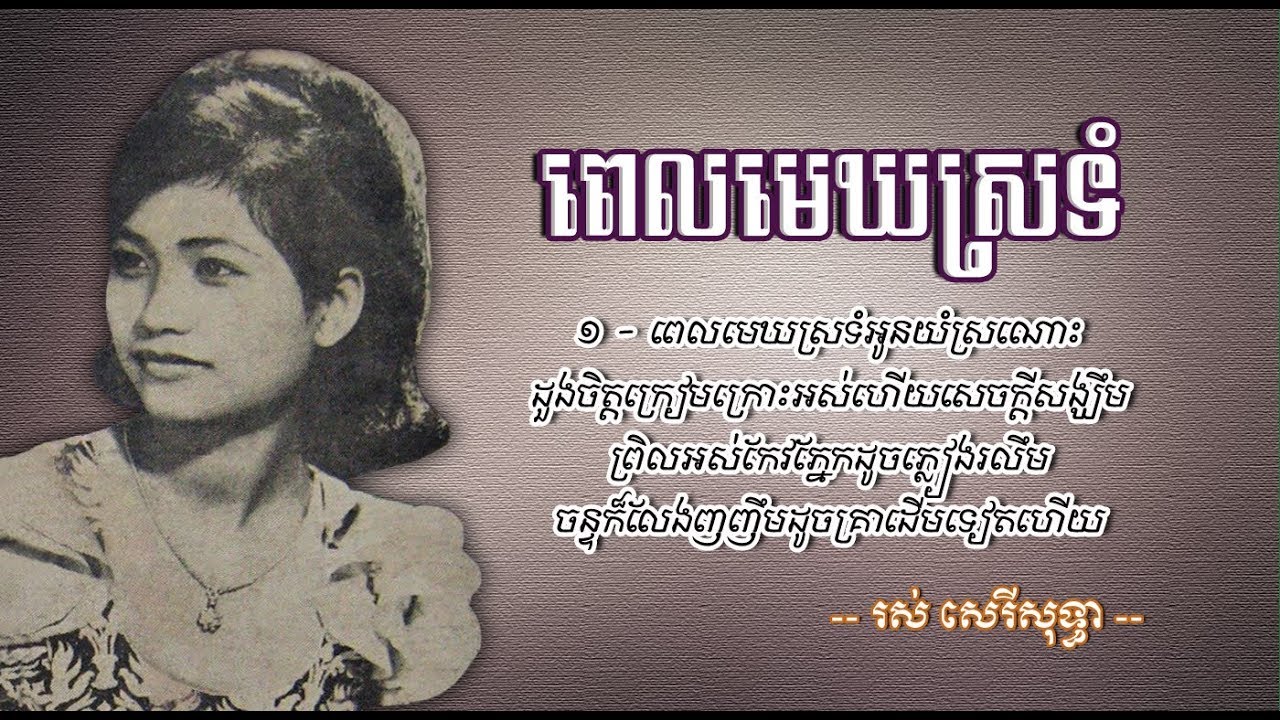 ពេលមេឃស្រទំ
១ - ពេលមេឃស្រទំអូនយំស្រណោះ
ដួងចិត្តក្រៀមក្រោះអស់ហើយសេចក្ដីសង្ឃឹម
ព្រិលអស់កែវភ្នែកដូចភ្លៀងរលឹម
ចន្ទក៏លែងញញឹមដូចគ្រាដើមទៀតហើយ
-- រស់ សេរីសុទ្ធា --